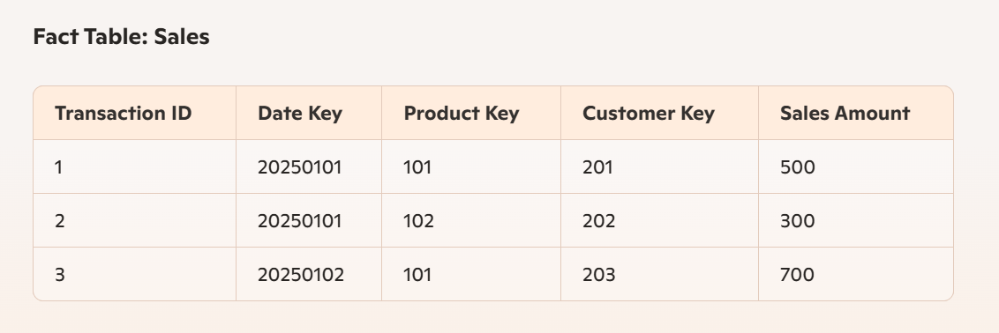 Fact Table: Sales
Transaction ID Date Key Product Key Customer Key Sales Amount
1 20250101 101 201 500
2 20250101 102 202 300
3 20250102 101 203 700